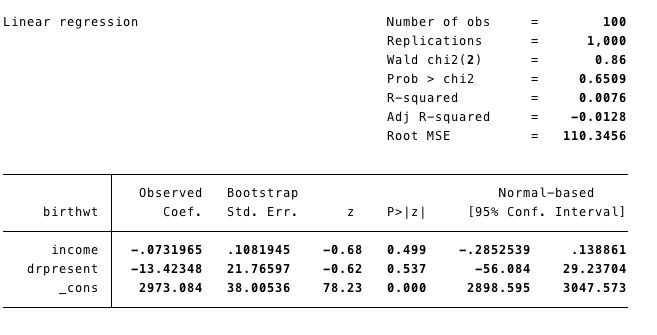 Linear regression Number of obs = 100
Replications = 1,000
Wald chi2(2) = 0.86
Prob > chi2 = 0.6509
R-squared = 0.0076
Adj R-squared = -0.0128
Root MSE = 110.3456
Observed Bootstrap Normal-based
birthwt Coef. Std. Err. z P>|z| [95% Conf. Interval]
income -.0731965 .1081945 -0.68 0.499 -.2852539 .138861
drpresent -13.42348 21.76597 -0.62 0.537 -56.084 29.23704
_cons 2973.084 38.00536 78.23 0.000 2898.595 3047.573